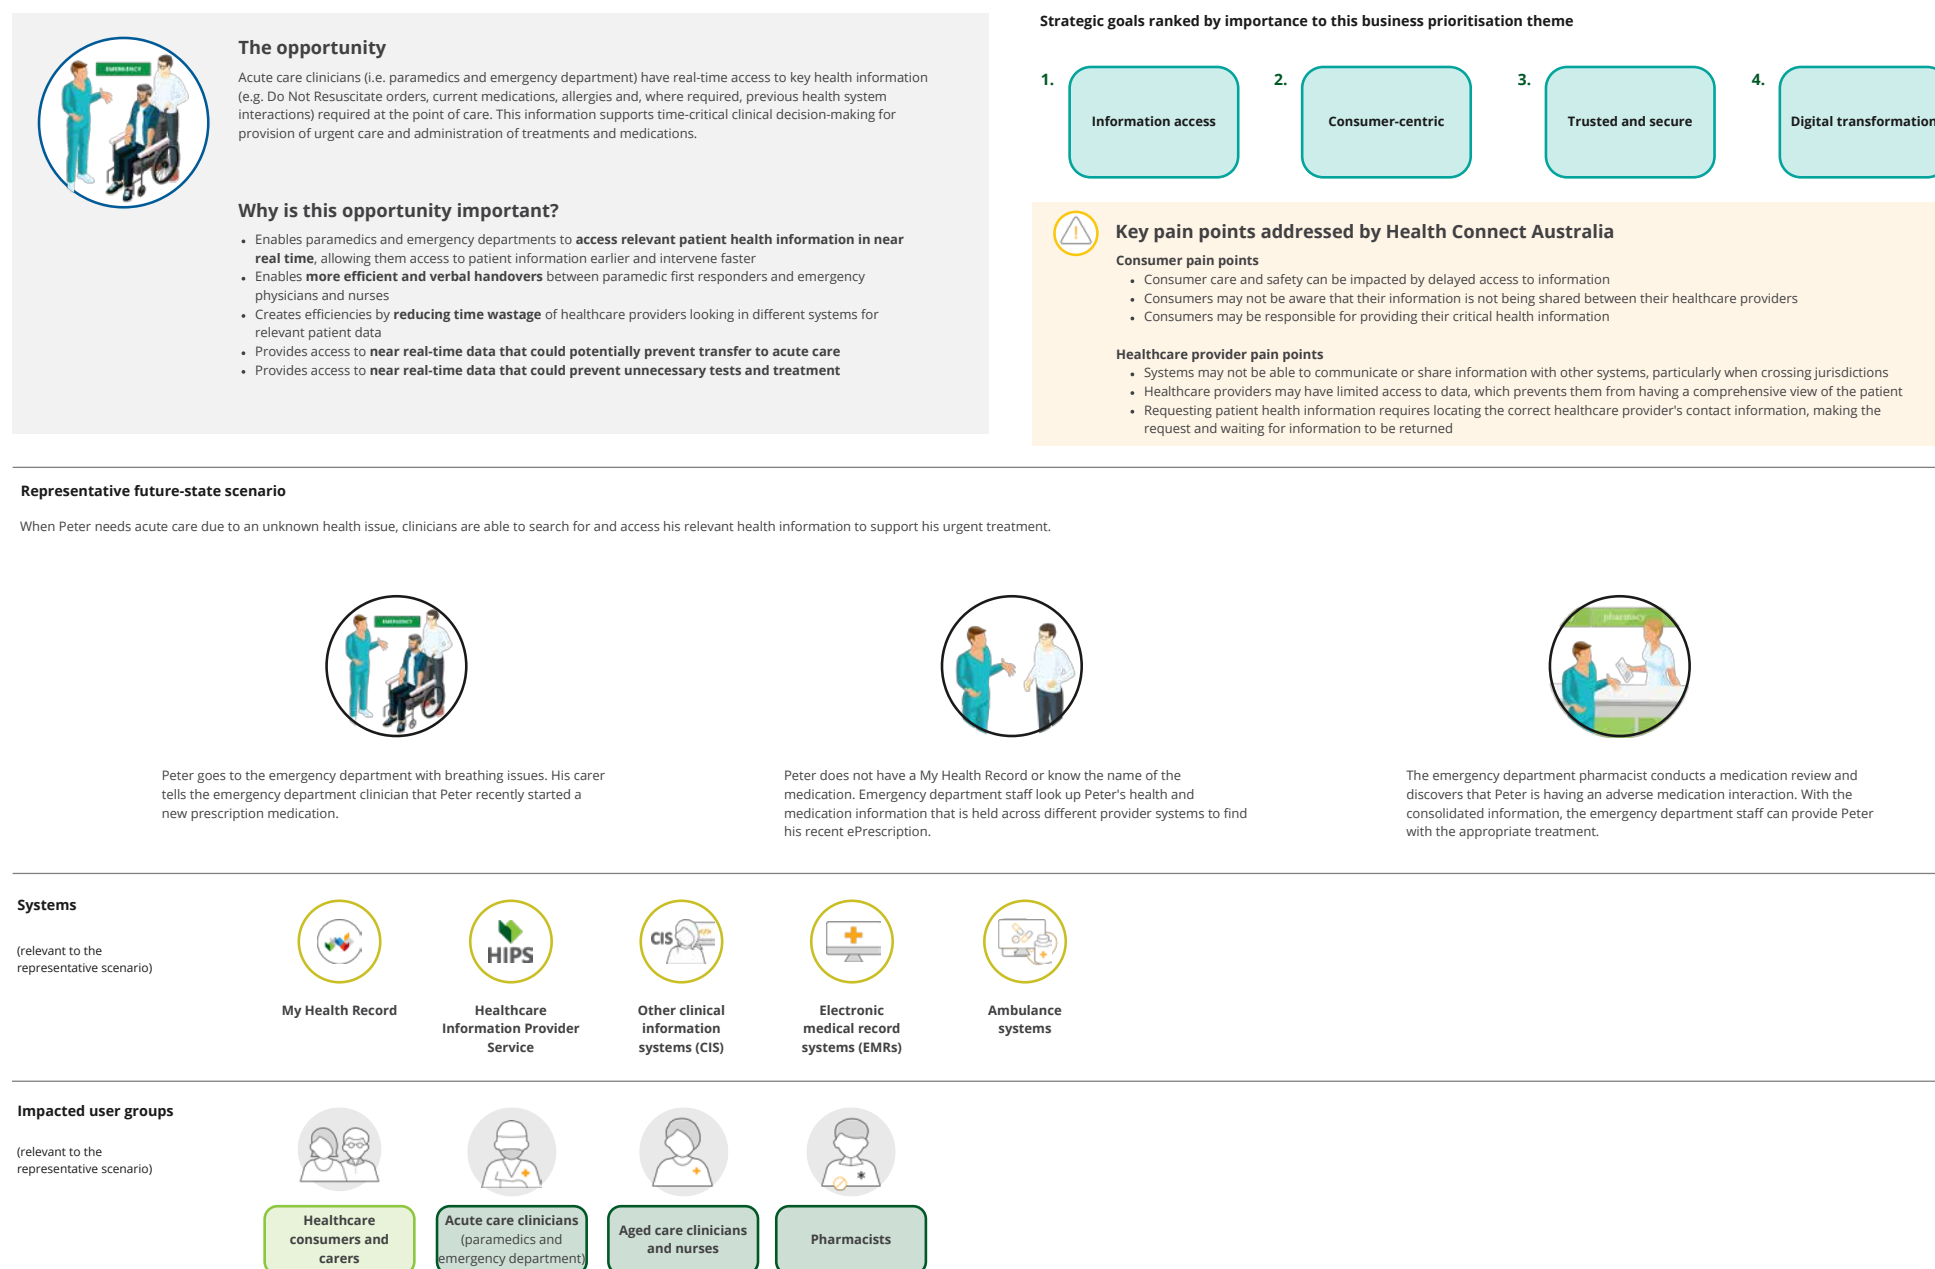 The opportunity
Acute care clinicians (i.e. paramedics and emergency department) have real-time access to key health information
(e.g. Do Not Resuscitate orders, current medications, allergies and, where required, previous health system
interactions) required at the point of care. This information supports time-critical clinical decision-making for
provision of urgent care and administration of treatments and medications.
EMERGENCY
Why is this opportunity important?
• Enables paramedics and emergency departments to access relevant patient health information in near
real time, allowing them access to patient information earlier and intervene faster
• Enables more efficient and verbal handovers between paramedic first responders and emergency
physicians and nurses
• Creates efficiencies by reducing time wastage of healthcare providers looking in different systems for
relevant patient data
• Provides access to near real-time data that could potentially prevent transfer to acute care
• Provides access to near real-time data that could prevent unnecessary tests and treatment
Strategic goals ranked by importance to this business prioritisation theme
1.
Information access
2.
Consumer-centric
3.
Trusted and secure
4.
Digital transformation
Key pain points addressed by Health Connect Australia
Consumer pain points
• Consumer care and safety can be impacted by delayed access to information
• Consumers may not be aware that their information is not being shared between their healthcare providers
• Consumers may be responsible for providing their critical health information
Healthcare provider pain points
• Systems may not be able to communicate or share information with other systems, particularly when crossing jurisdictions
• Healthcare providers may have limited access to data, which prevents them from having a comprehensive view of the patient
• Requesting patient health information requires locating the correct healthcare provider's contact information, making the
request and waiting for information to be returned
Representative future-state scenario
When Peter needs acute care due to an unknown health issue, clinicians are able to search for and access his relevant health information to support his urgent treatment.
EMERGENCY
pharmacy
Peter goes to the emergency department with breathing issues. His carer
tells the emergency department clinician that Peter recently started a
new prescription medication.
Peter does not have a My Health Record or know the name of the
medication. Emergency department staff look up Peter's health and
medication information that is held across different provider systems to find
his recent ePrescription.
The emergency department pharmacist conducts a medication review and
discovers that Peter is having an adverse medication interaction. With the
consolidated information, the emergency department staff can provide Peter
with the appropriate treatment.
Systems
(relevant to the
representative scenario)
HIPS
CIS
My Health Record
Healthcare
Information Provider
Service
Other clinical
information
systems (CIS)
Electronic
medical record
systems (EMRs)
Ambulance
systems
Impacted user groups
(relevant to the
representative scenario)
Healthcare
consumers and
carers
Acute care clinicians
(paramedics and
emergency department)
Aged care clinicians
and nurses
Pharmacists